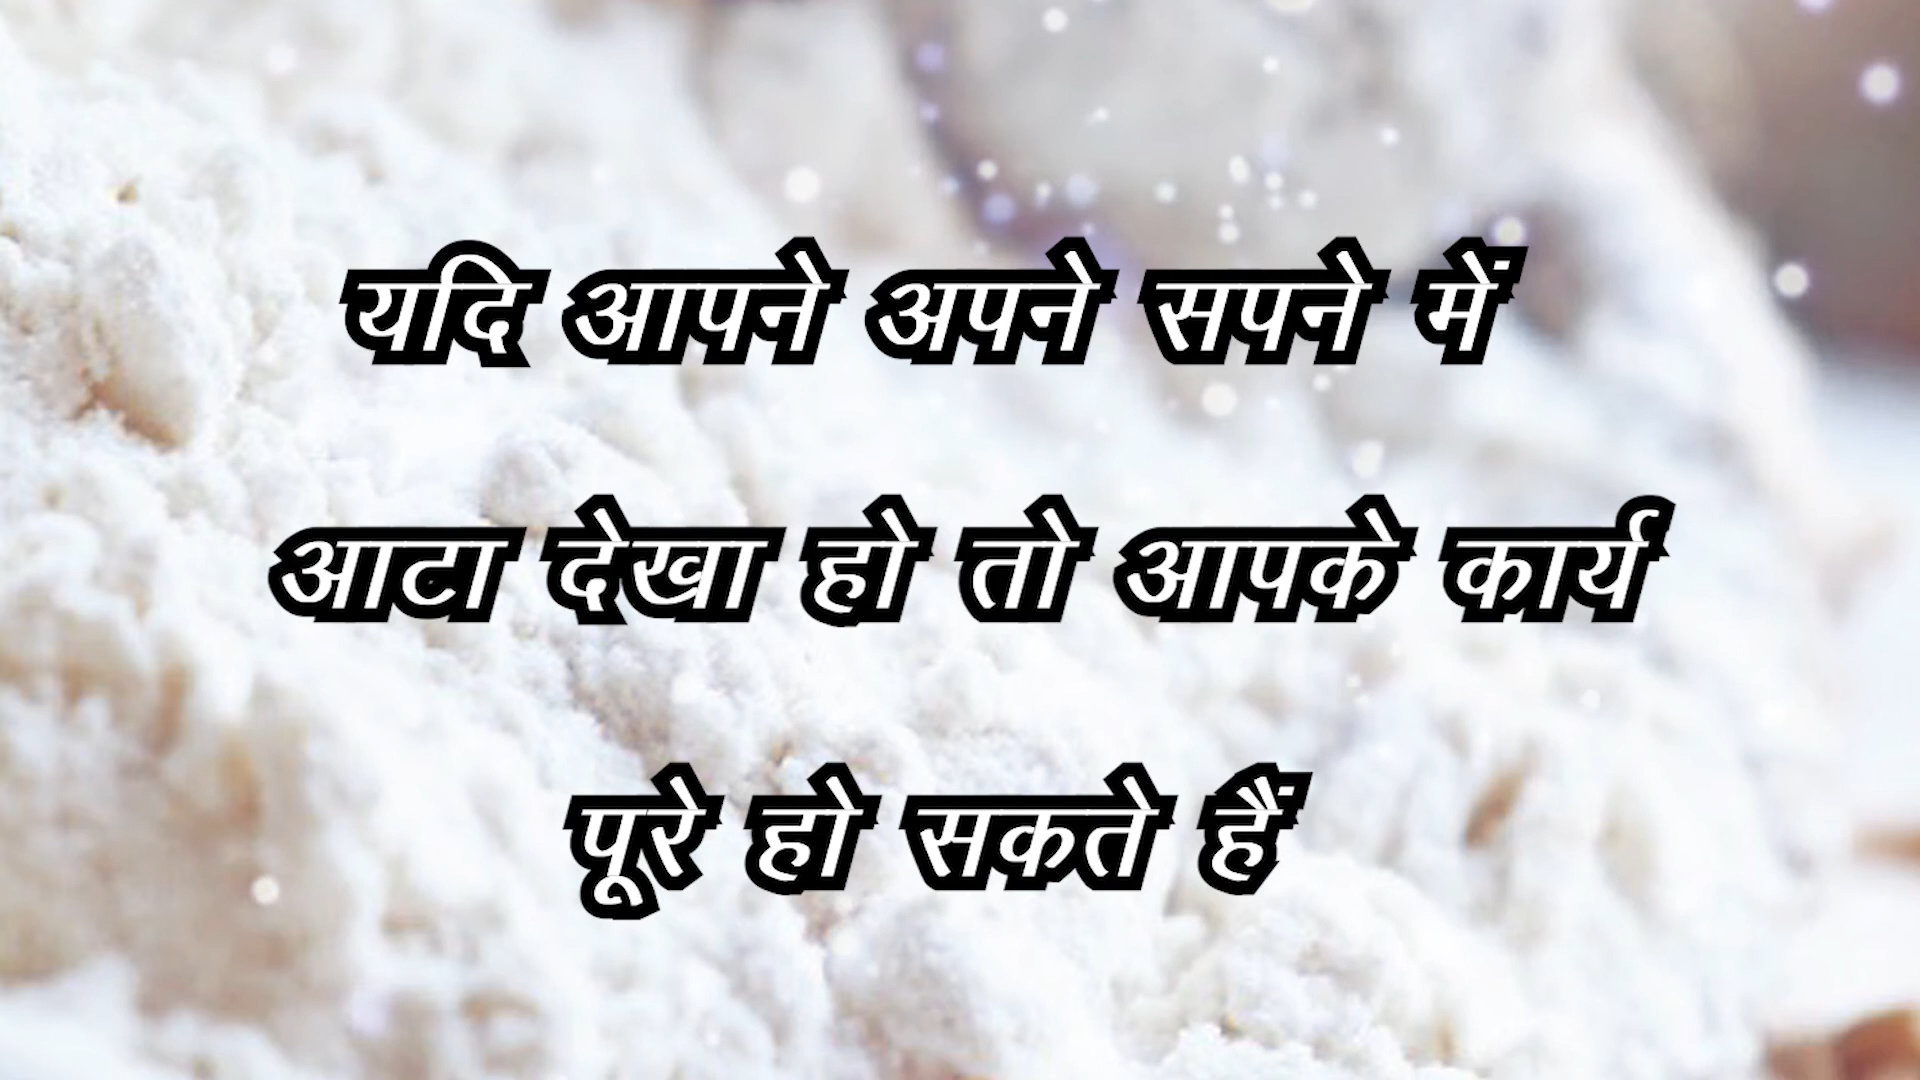 यदि आपने अपने सपने में
आटा देखा हो तो आपके कार्य
पूरे हो सकते हैं